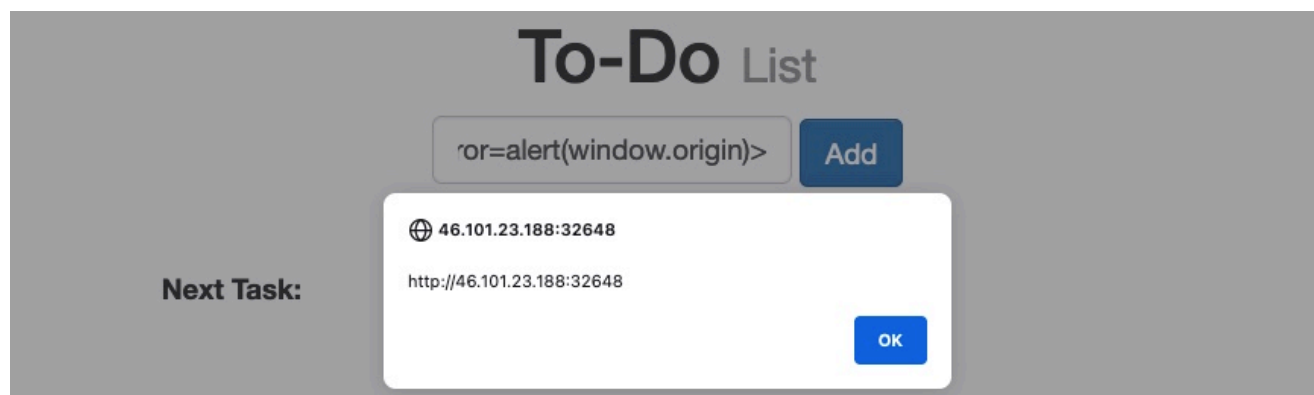 To-Do List
ror=alert(window.origin)>
Add
46.101.23.188:32648
http://46.101.23.188:32648
Next Task:
OK